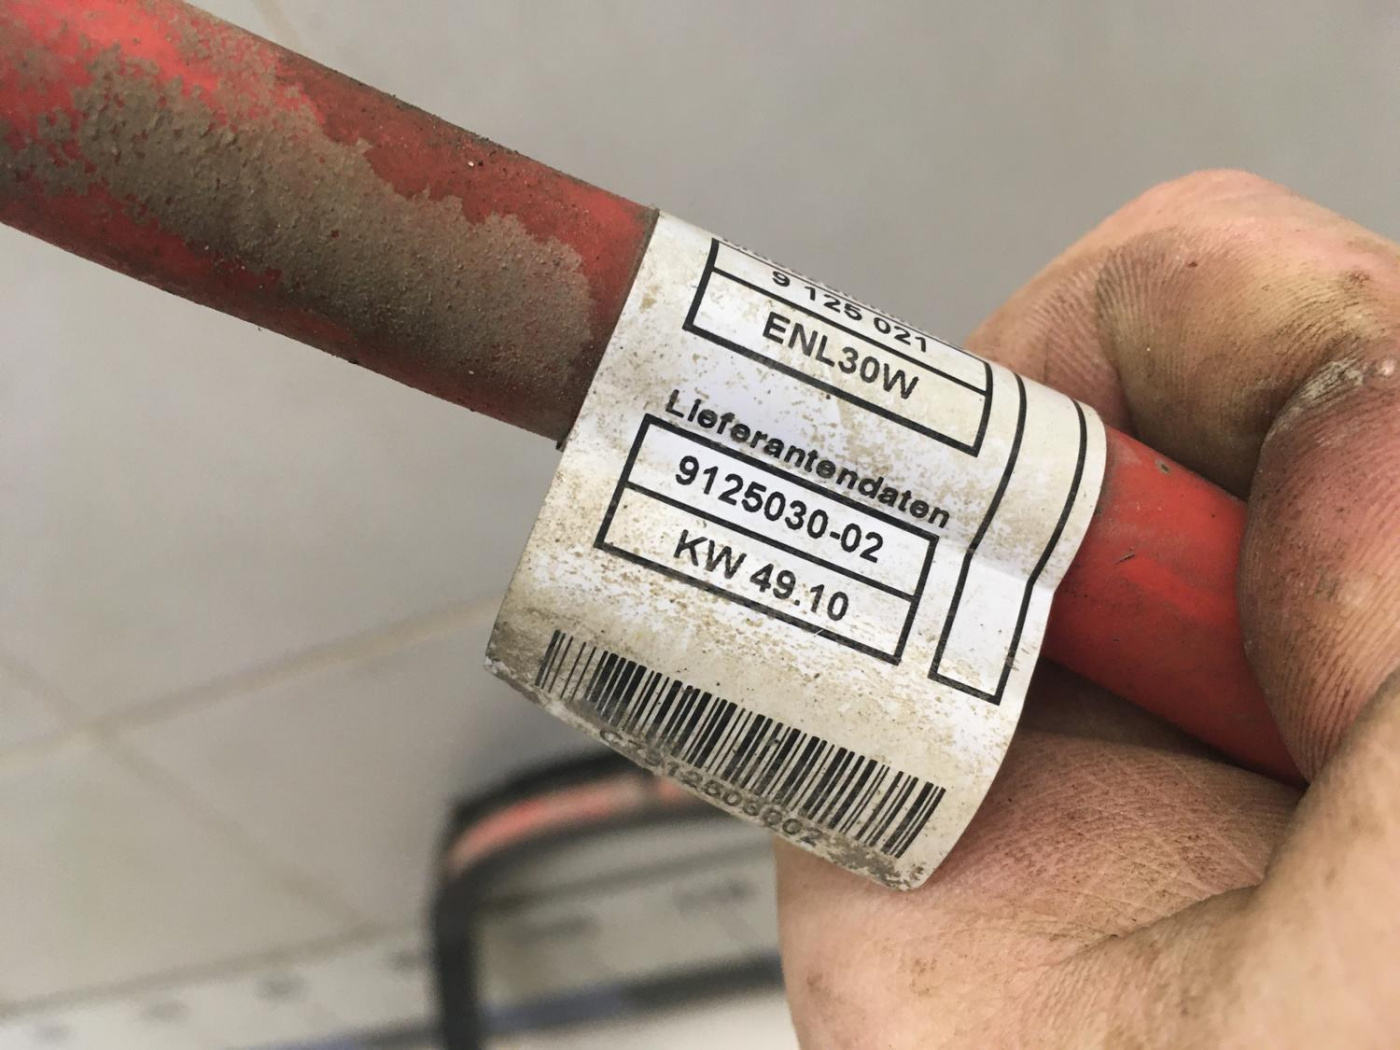 9 125 021
ENL30W
Lieferantendaten
9125030-02
KW 49.10